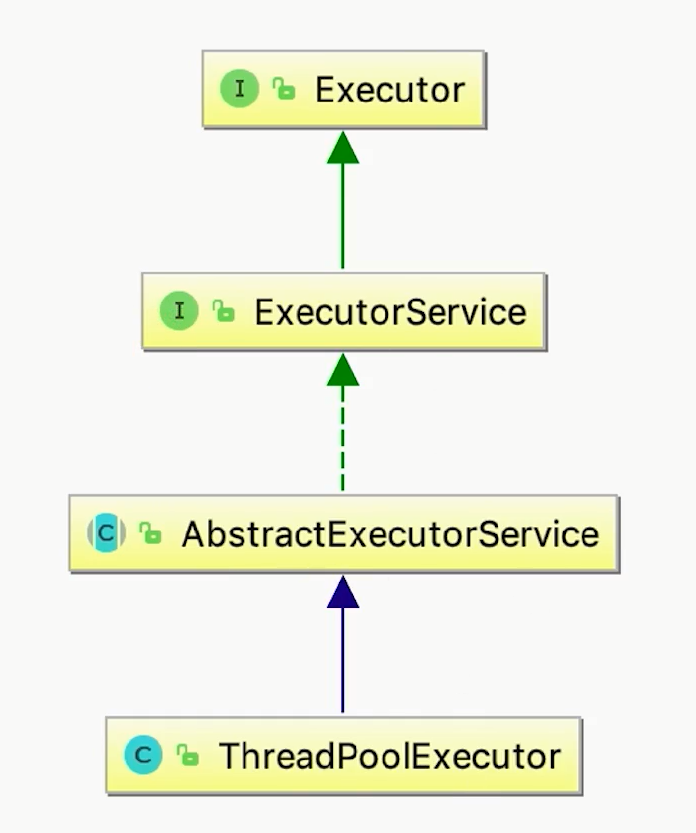 I Executor
I ExecutorService
C AbstractExecutorService
C ThreadPoolExecutor